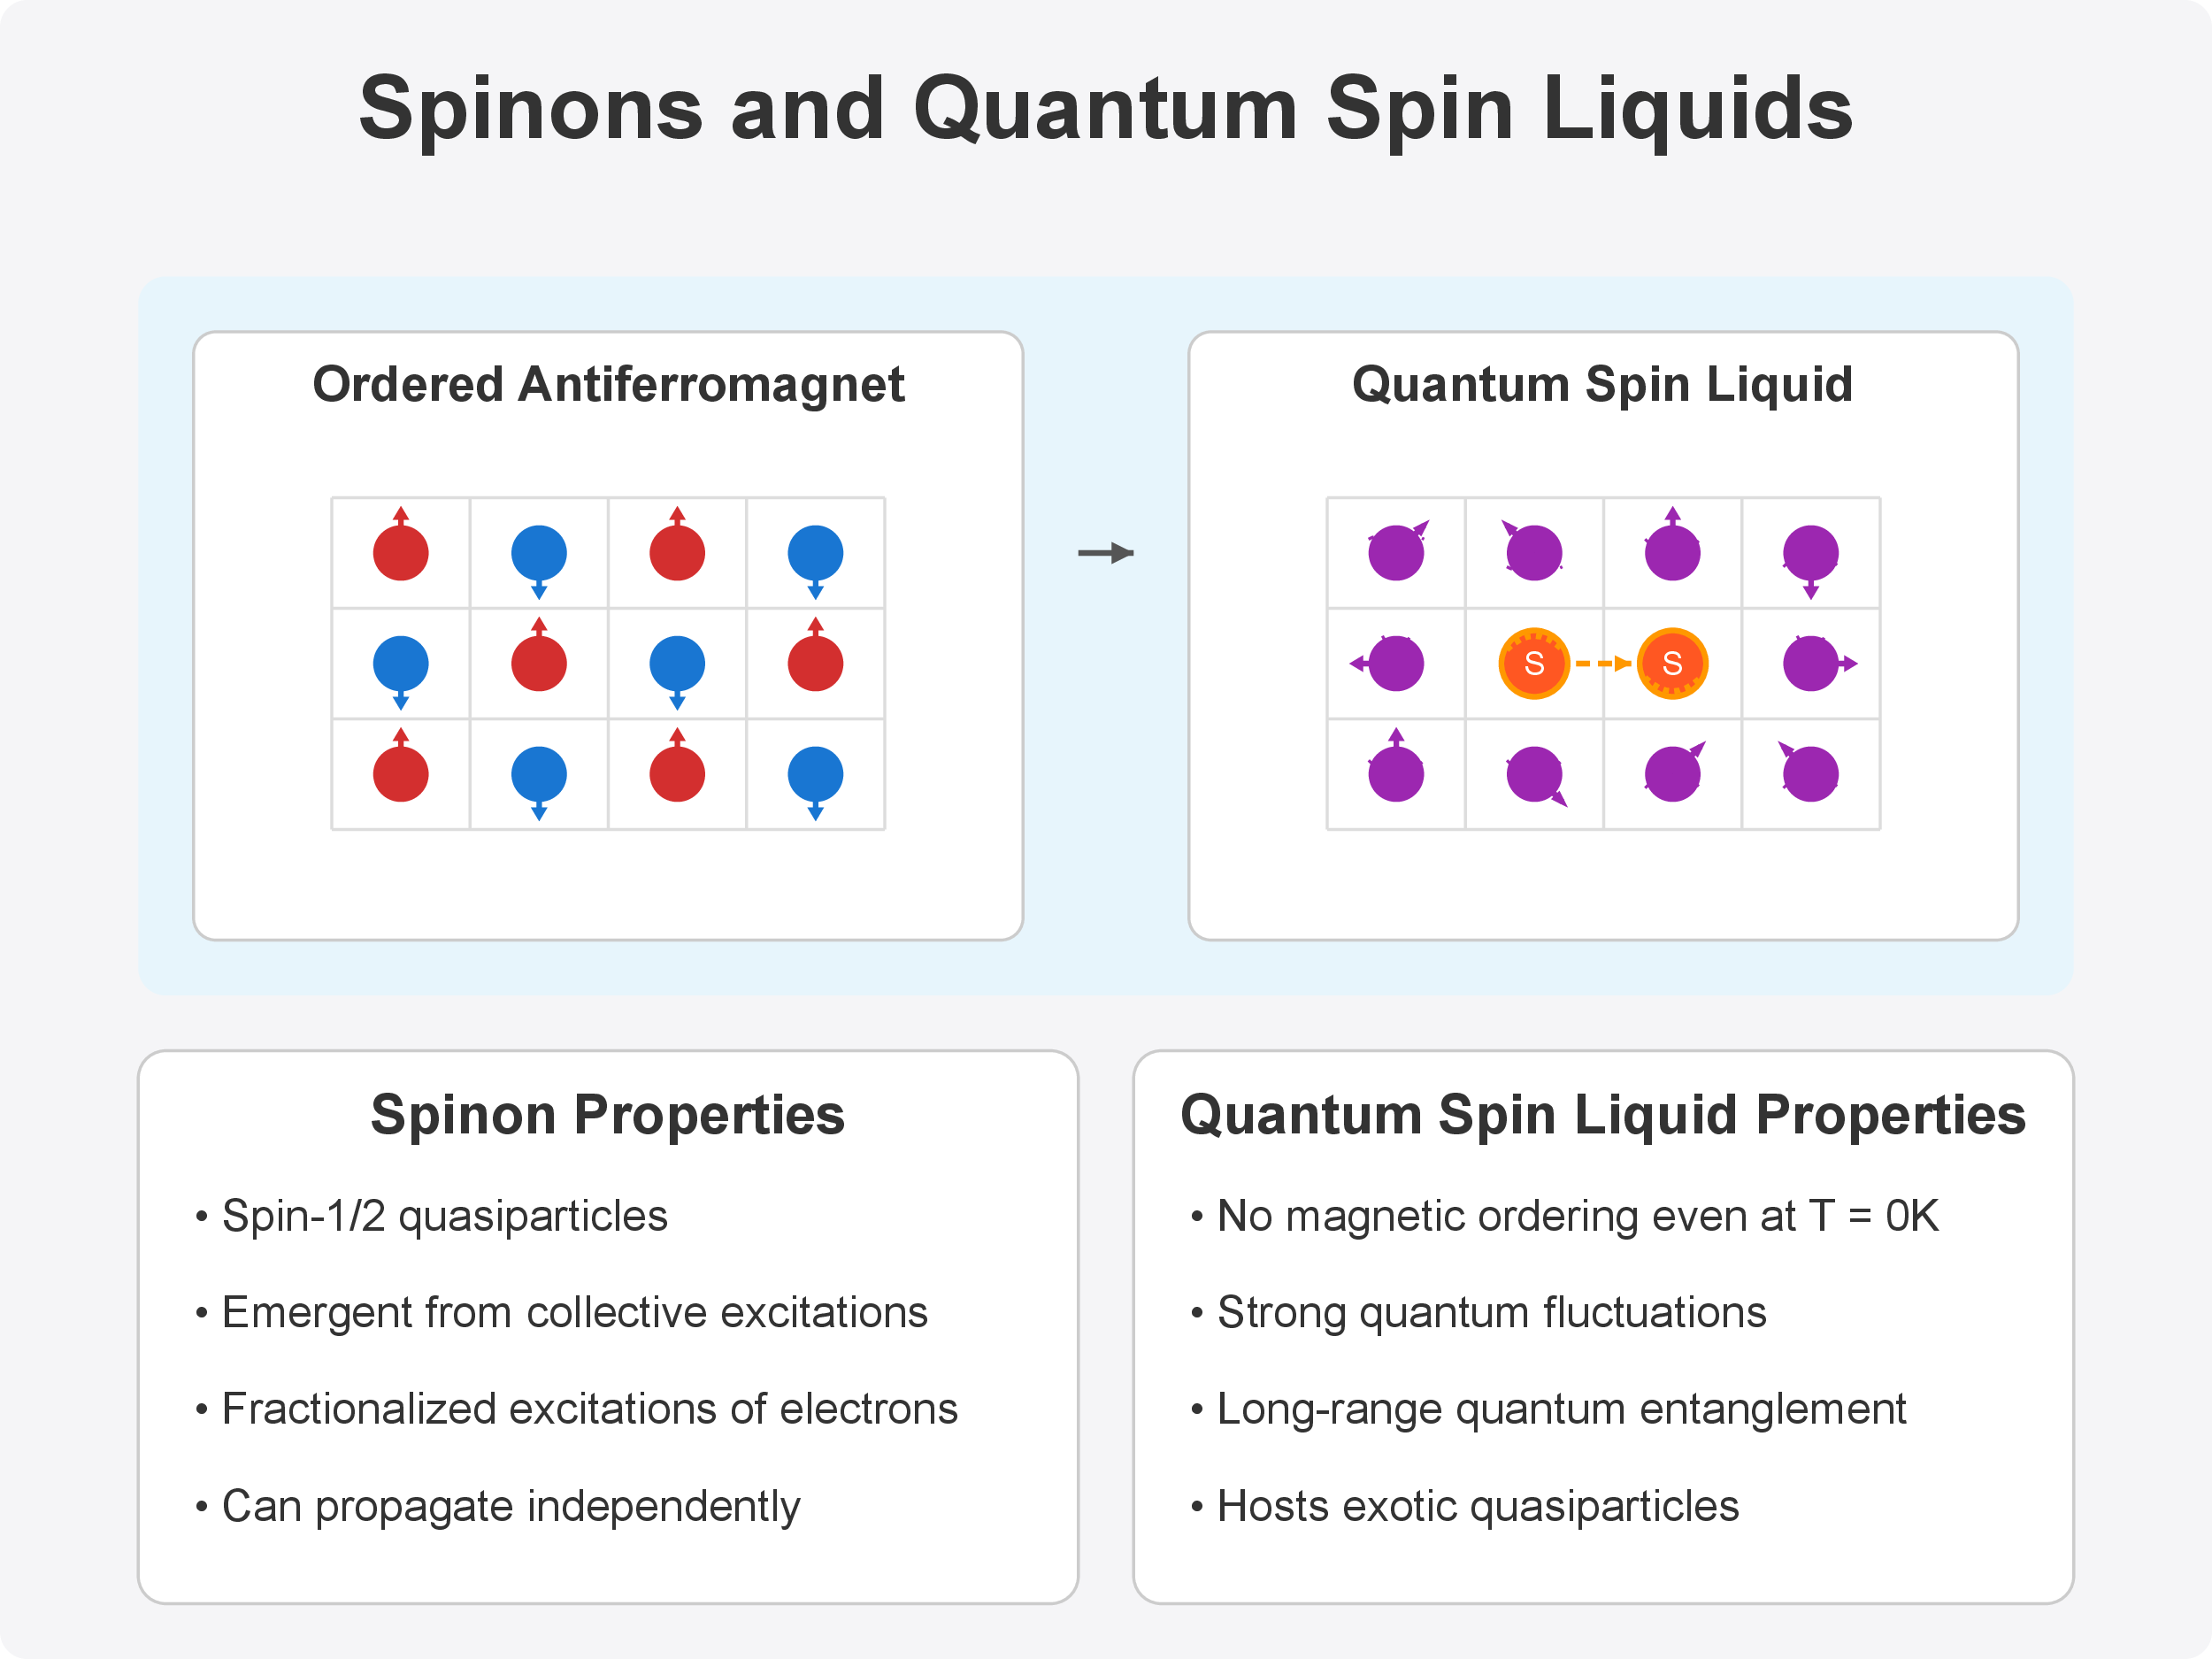 Spinons and Quantum Spin Liquids
Ordered Antiferromagnet
Quantum Spin Liquid
S
S
Spinon Properties
• Spin-1/2 quasiparticles
• Emergent from collective excitations
• Fractionalized excitations of electrons
• Can propagate independently
Quantum Spin Liquid Properties
• No magnetic ordering even at T = 0K
• Strong quantum fluctuations
• Long-range quantum entanglement
• Hosts exotic quasiparticles